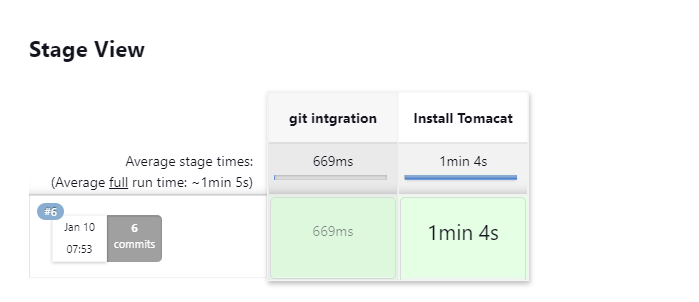 Stage View
git intgration
Install Tomacat
Average stage times:
669ms
1min 4s
(Average full run time: ~1min 5s)
#6
Jan 10
07:53
6
commits
669ms
1min 4s